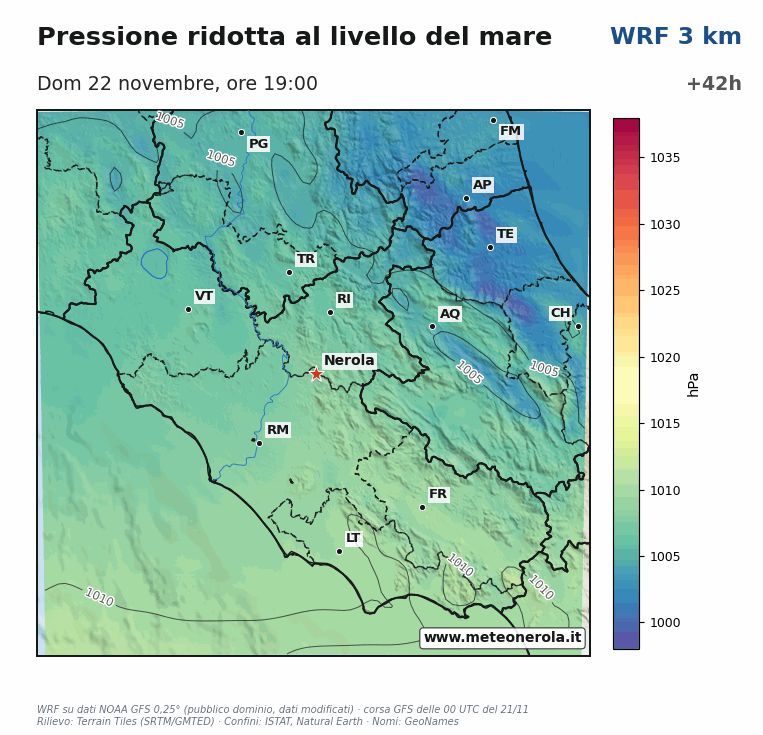 Pressione ridotta al livello del mare
WRF 3 km
Dom 22 novembre, ore 19:00
+42h
1005
PG
1005
FM
AP
TE
TR
VT
RI
AQ
CH
1005
1005
Nerola
RM
FR
LT
1010
1010
1010
www.meteonerola.it
1035
1030
1025
1020
1015
1010
1005
1000
hPa
WRF su dati NOAA GFS 0,25° (pubblico dominio, dati modificati) · corsa GFS delle 00 UTC del 21/11
Rilievo: Terrain Tiles (SRTM/GMTED) · Confini: ISTAT, Natural Earth · Nomi: GeoNames